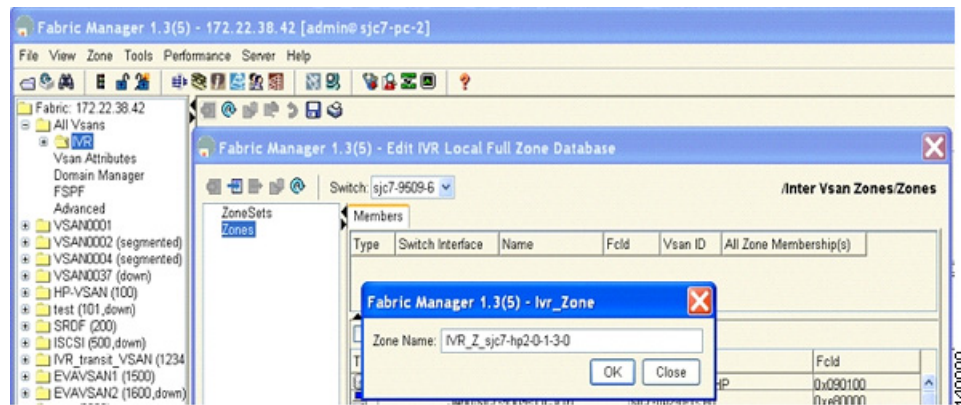 Fabric Manager 1.3(5) - 172.22.38.42 [admin@sjc7-pc-2]
File View Zone Tools Performance Server Help
Fabric: 172.22.38.42
All Vsans
IVR
Vsan Attributes
Domain Manager
FSPF
Advanced
VSAN0001
VSAN0002 (segmented)
VSAN0004 (segmented)
VSAN0037 (down)
HP-VSAN (100)
test (101,down)
SRDF (200)
ISCSI (500,down)
IVR_transit_VSAN (1234
EVAVSAN1 (1500)
EVAVSAN2 (1600,down)
Fabric Manager 1.3(5) - Edit IVR Local Full Zone Database
Switch: sjc7-9509-6
/Inter Vsan Zones/Zones
ZoneSets
Zones
Members
Type Switch Interface Name FcId Vsan ID All Zone Membership(s)
Fabric Manager 1.3(5) - Ivr_Zone
Zone Name: IVR_Z_sjc7-hp2-0-1-3-0
OK Close
FcId
HP 0x090100
0xe80000